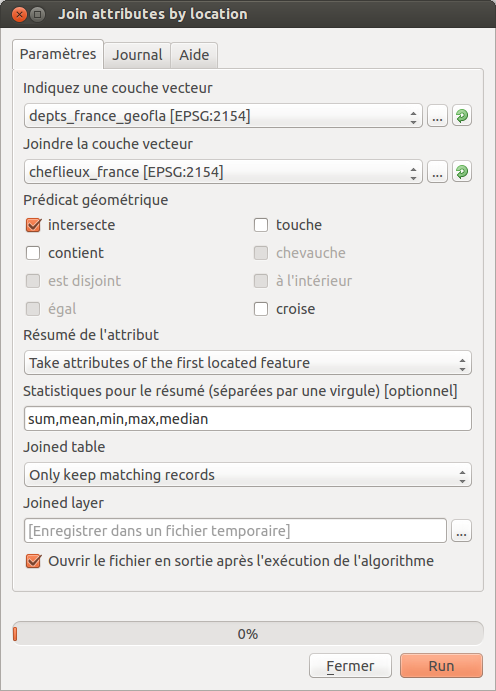 Join attributes by location
Paramètres Journal Aide
Indiquez une couche vecteur
depts_france_geofla [EPSG:2154] ...
Joindre la couche vecteur
cheflieux_france [EPSG:2154] ...
Prédicat géométrique
intersecte touche
contient chevauche
est disjoint à l'intérieur
égal croise
Résumé de l'attribut
Take attributes of the first located feature
Statistiques pour le résumé (séparées par une virgule) [optionnel]
sum,mean,min,max,median
Joined table
Only keep matching records
Joined layer
[Enregistrer dans un fichier temporaire] ...
Ouvrir le fichier en sortie après l'exécution de l'algorithme
0%
Fermer Run